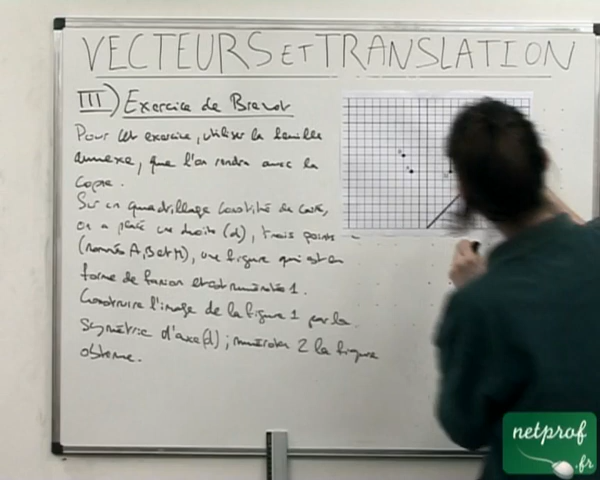 VECTEURS ET TRANSLATION
III) Exercice de Brevet
Pour cet exercice, utiliser la feuille
annexe, que l'on rendra avec la
copie.
Sur un quadrillage constitué de carrés,
on a placé une droite (d), trois points
(nommés A, B et M), une figure qui est en
forme de fanion et est numérotée 1.
Construire l'image de la figure 1 par la
symétrie d'axe (d) ; numéroter 2 la figure
obtenue.
netprof
.fr